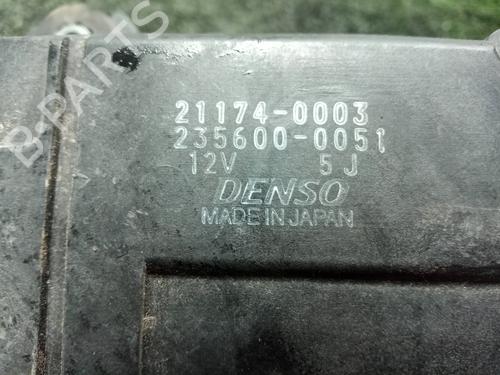 B-PARTS
21174-0003
235600-0051
12V 5J
DENSO
MADE IN JAPAN